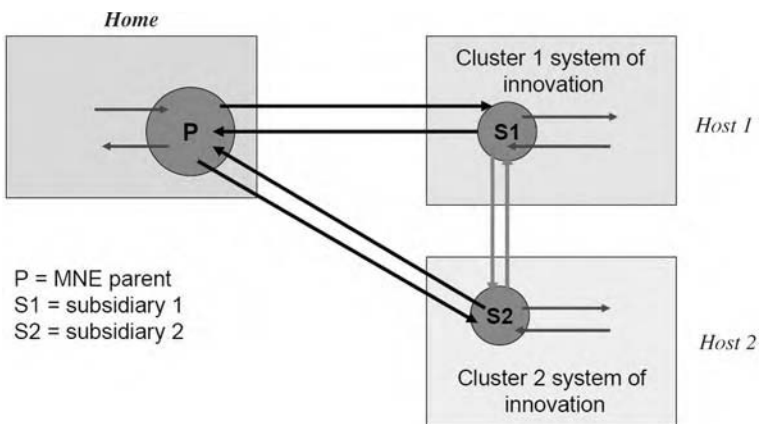 Home
Cluster 1 system of
innovation
P
S1
Host 1
P = MNE parent
S1 = subsidiary 1
S2 = subsidiary 2
S2
Host 2
Cluster 2 system of
innovation